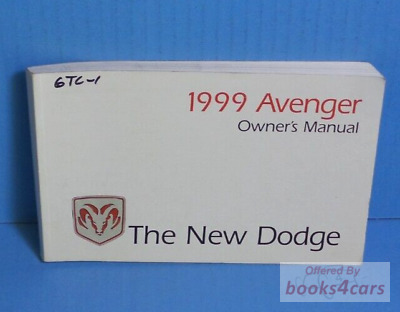 6TC-1
1999 Avenger
Owner's Manual
The New Dodge
Offered By
books4cars